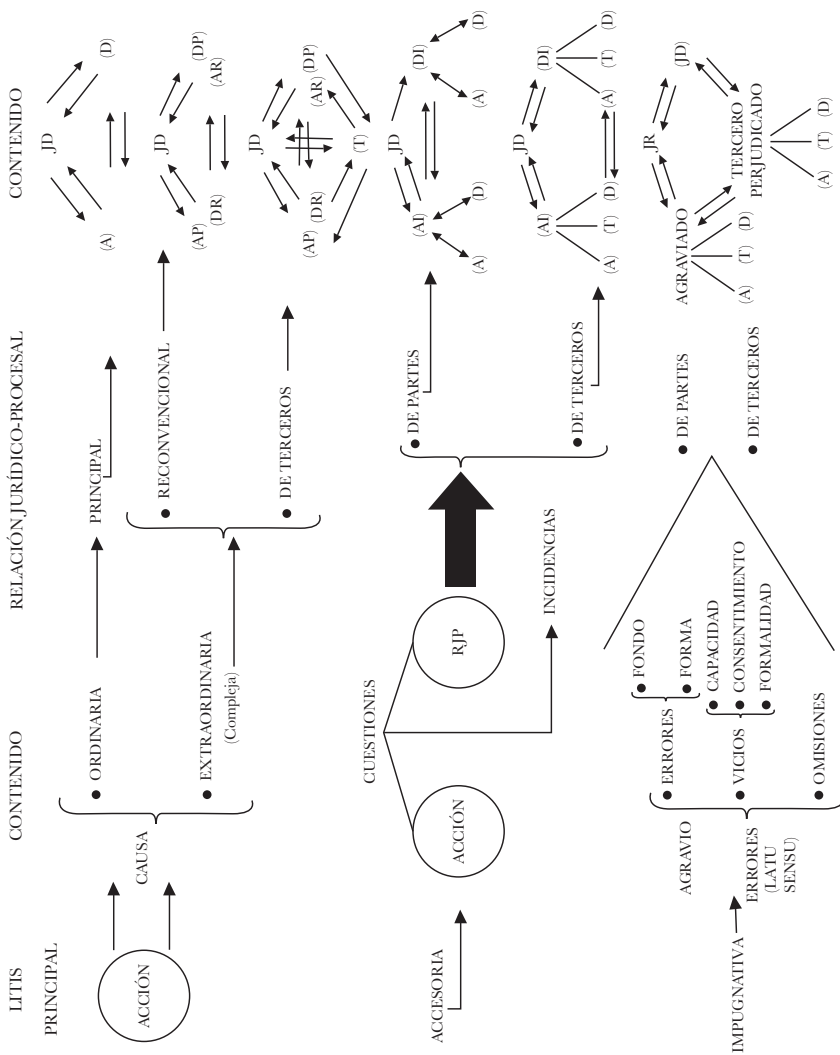 LITIS
CONTENIDO
RELACIÓN JURÍDICO-PROCESAL
CONTENIDO
PRINCIPAL
ACCIÓN
CAUSA
ORDINARIA
EXTRAORDINARIA
(Compleja)
PRINCIPAL
RECONVENCIONAL
DE TERCEROS
JD
(A)
(D)
JD
(AP)
(DR)
(DP)
(AR)
JD
(AP)
(DR)
(DP)
(AR)
(T)
ACCESORIA
ACCIÓN
CUESTIONES
RJP
INCIDENCIAS
DE PARTES
DE TERCEROS
JD
(AI)
(DI)
(A)
(D)
(A)
(D)
JD
(AI)
(DI)
(A)
(T)
(D)
(A)
(T)
(D)
IMPUGNATIVA
AGRAVIO
ERRORES
(LATU
SENSU)
ERRORES
FONDO
FORMA
VICIOS
CAPACIDAD
CONSENTIMIENTO
FORMALIDAD
OMISIONES
DE PARTES
DE TERCEROS
JR
AGRAVIADO
(JD)
(A)
(T)
(D)
TERCERO
PERJUDICADO
(A)
(T)
(D)